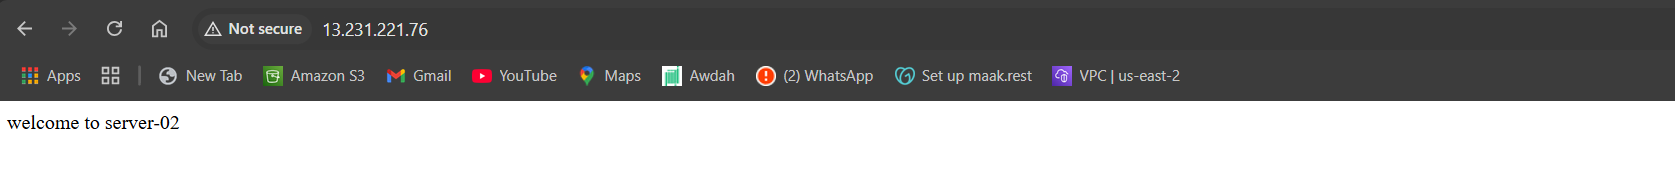 Not secure 13.231.221.76
Apps New Tab Amazon S3 Gmail YouTube Maps Awdah (2) WhatsApp Set up maak.rest VPC | us-east-2
welcome to server-02